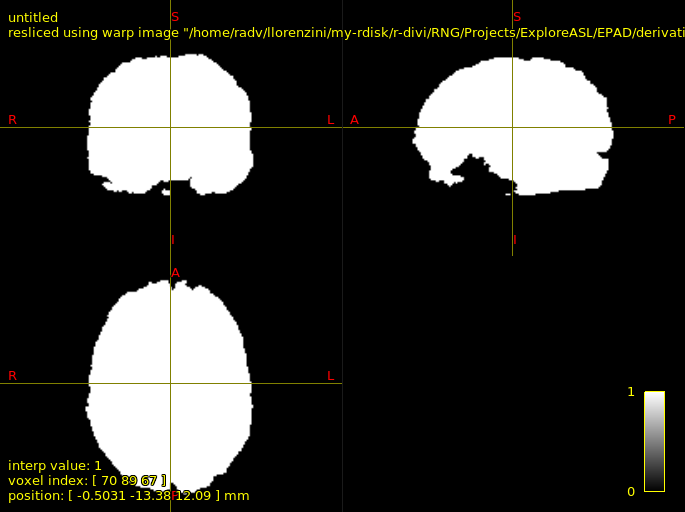 untitled
resliced using warp image "/home/radv/llorenzini/my-rdisk/r-divi/RNG/Projects/ExploreASL/EPAD/derivati
S S
R L A P
I I
A
R L
1
interp value: 1
voxel index: [ 70 89 67 ]
0
position: [ -0.5031 -13.38 12.09 ] mm